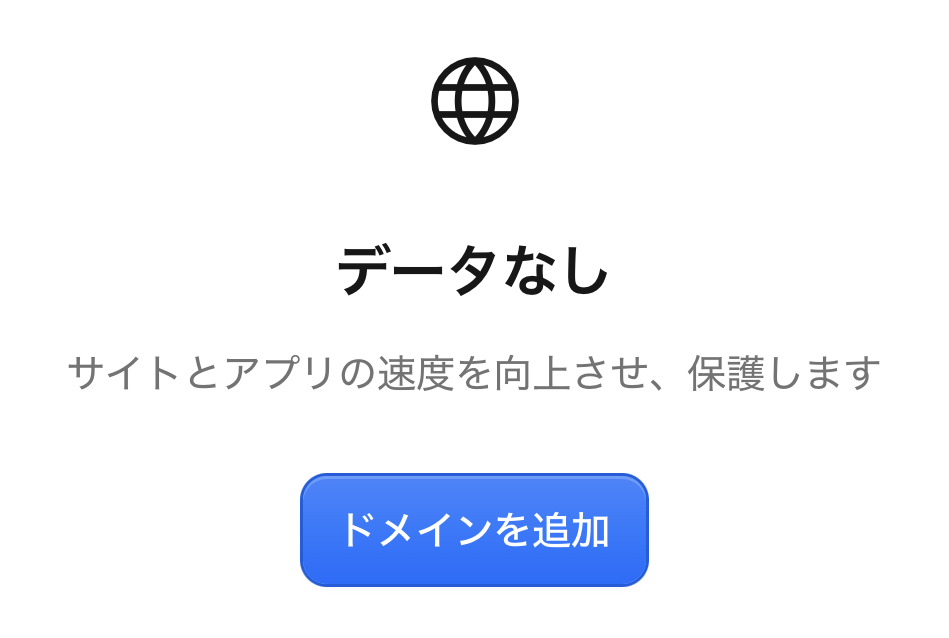 データなし
サイトとアプリの速度を向上させ、保護します
ドメインを追加